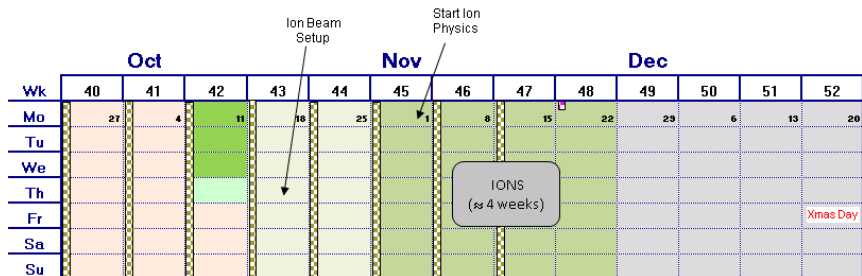 Ion Beam
Setup
Start Ion
Physics
Oct Nov Dec
Wk 40 41 42 43 44 45 46 47 48 49 50 51 52
Mo 27 4 11 18 25 1 8 15 22 29 6 13 20
Tu
We
Th
IONS
(≈ 4 weeks)
Fr Xmas Day
Sa
Su